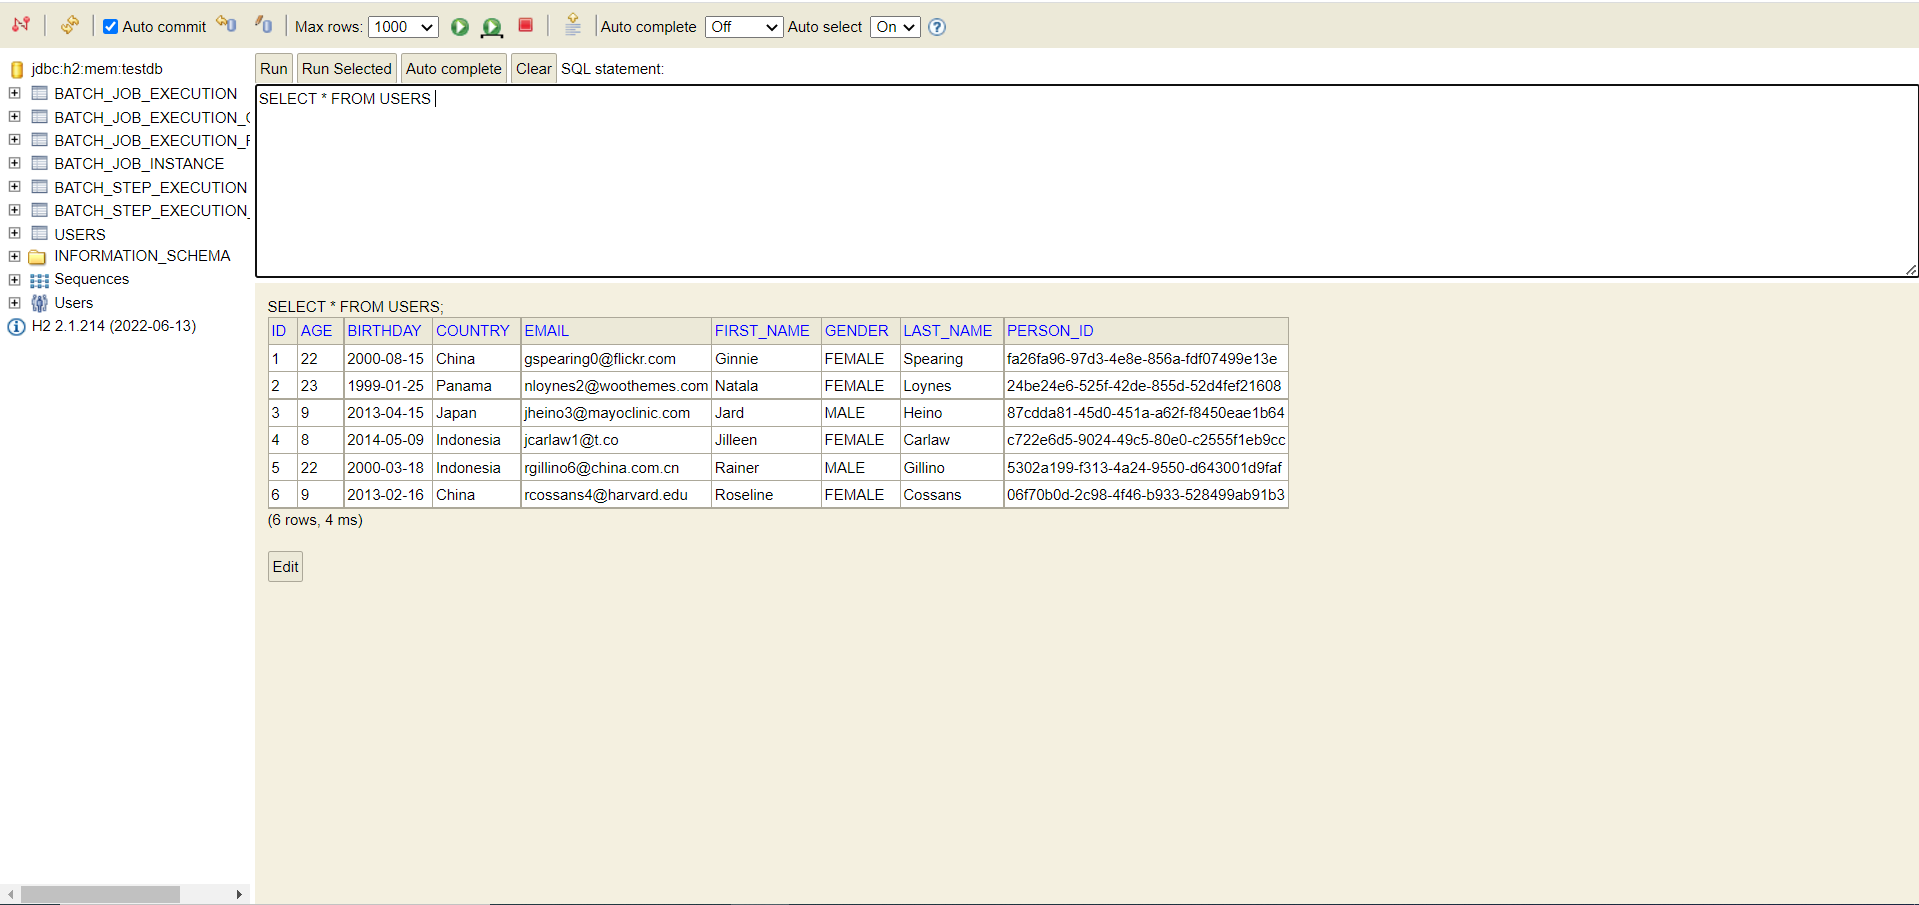 Auto commit Max rows: 1000 Auto complete Off Auto select On ?
jdbc:h2:mem:testdb
BATCH_JOB_EXECUTION
BATCH_JOB_EXECUTION_
BATCH_JOB_EXECUTION_
BATCH_JOB_INSTANCE
BATCH_STEP_EXECUTION
BATCH_STEP_EXECUTION_
USERS
INFORMATION_SCHEMA
Sequences
Users
H2 2.1.214 (2022-06-13)
Run Run Selected Auto complete Clear SQL statement:
SELECT * FROM USERS
SELECT * FROM USERS;
ID AGE BIRTHDAY COUNTRY EMAIL FIRST_NAME GENDER LAST_NAME PERSON_ID
1 22 2000-08-15 China gspearing0@flickr.com Ginnie FEMALE Spearing fa26fa96-97d3-4e8e-856a-fdf07499e13e
2 23 1999-01-25 Panama nloynes2@woothemes.com Natala FEMALE Loynes 24be24e6-525f-42de-855d-52d4fef21608
3 9 2013-04-15 Japan jheino3@mayoclinic.com Jard MALE Heino 87cdda81-45d0-451a-a62f-f8450eae1b64
4 8 2014-05-09 Indonesia jcarlaw1@t.co Jilleen FEMALE Carlaw c722e6d5-9024-49c5-80e0-c2555f1eb9cc
5 22 2000-03-18 Indonesia rgillino6@china.com.cn Rainer MALE Gillino 5302a199-f313-4a24-9550-d643001d9faf
6 9 2013-02-16 China rcossans4@harvard.edu Roseline FEMALE Cossans 06f70b0d-2c98-4f46-b933-528499ab91b3
(6 rows, 4 ms)
Edit